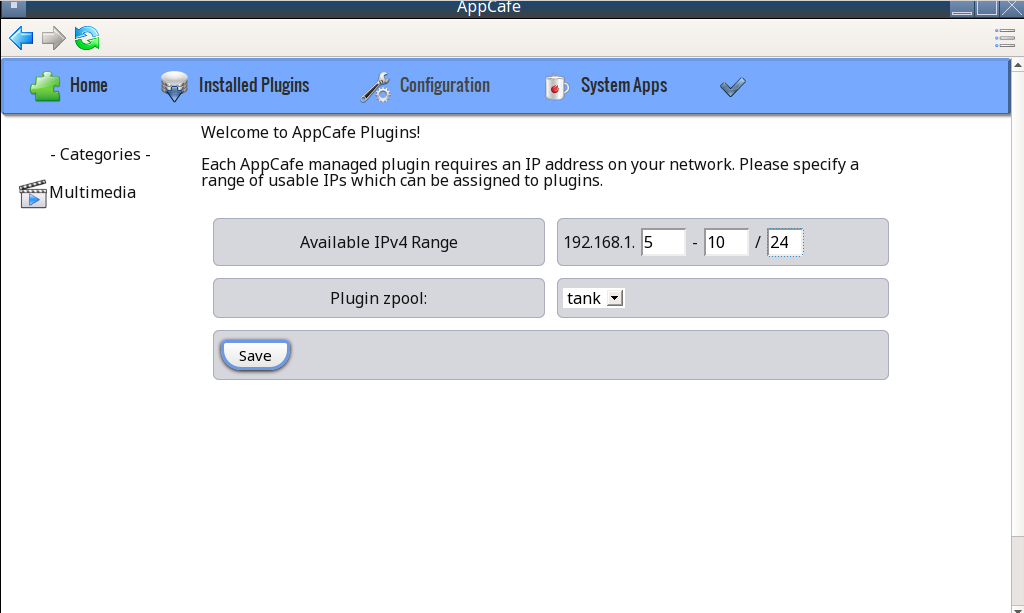 AppCafe
Home Installed Plugins Configuration System Apps
Welcome to AppCafe Plugins!
- Categories -
Multimedia
Each AppCafe managed plugin requires an IP address on your network. Please specify a
range of usable IPs which can be assigned to plugins.
Available IPv4 Range 192.168.1. 5 - 10 / 24
Plugin zpool: tank
Save